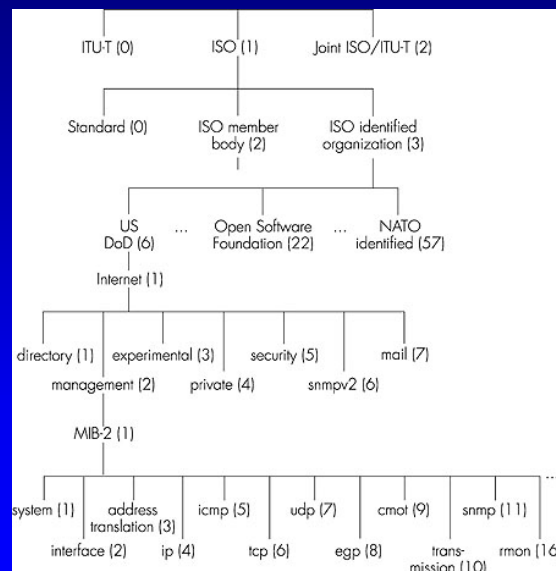 ITU-T (0) ISO (1) Joint ISO/ITU-T (2)
Standard (0) ISO member body (2) ISO identified organization (3)
US DoD (6) ... Open Software Foundation (22) ... NATO identified (57)
Internet (1)
directory (1) experimental (3) security (5) mail (7)
management (2) private (4) snmpv2 (6)
MIB-2 (1)
...
system (1) address translation (3) icmp (5) udp (7) cmot (9) snmp (11)
interface (2) ip (4) tcp (6) egp (8) trans-mission (10) rmon (16